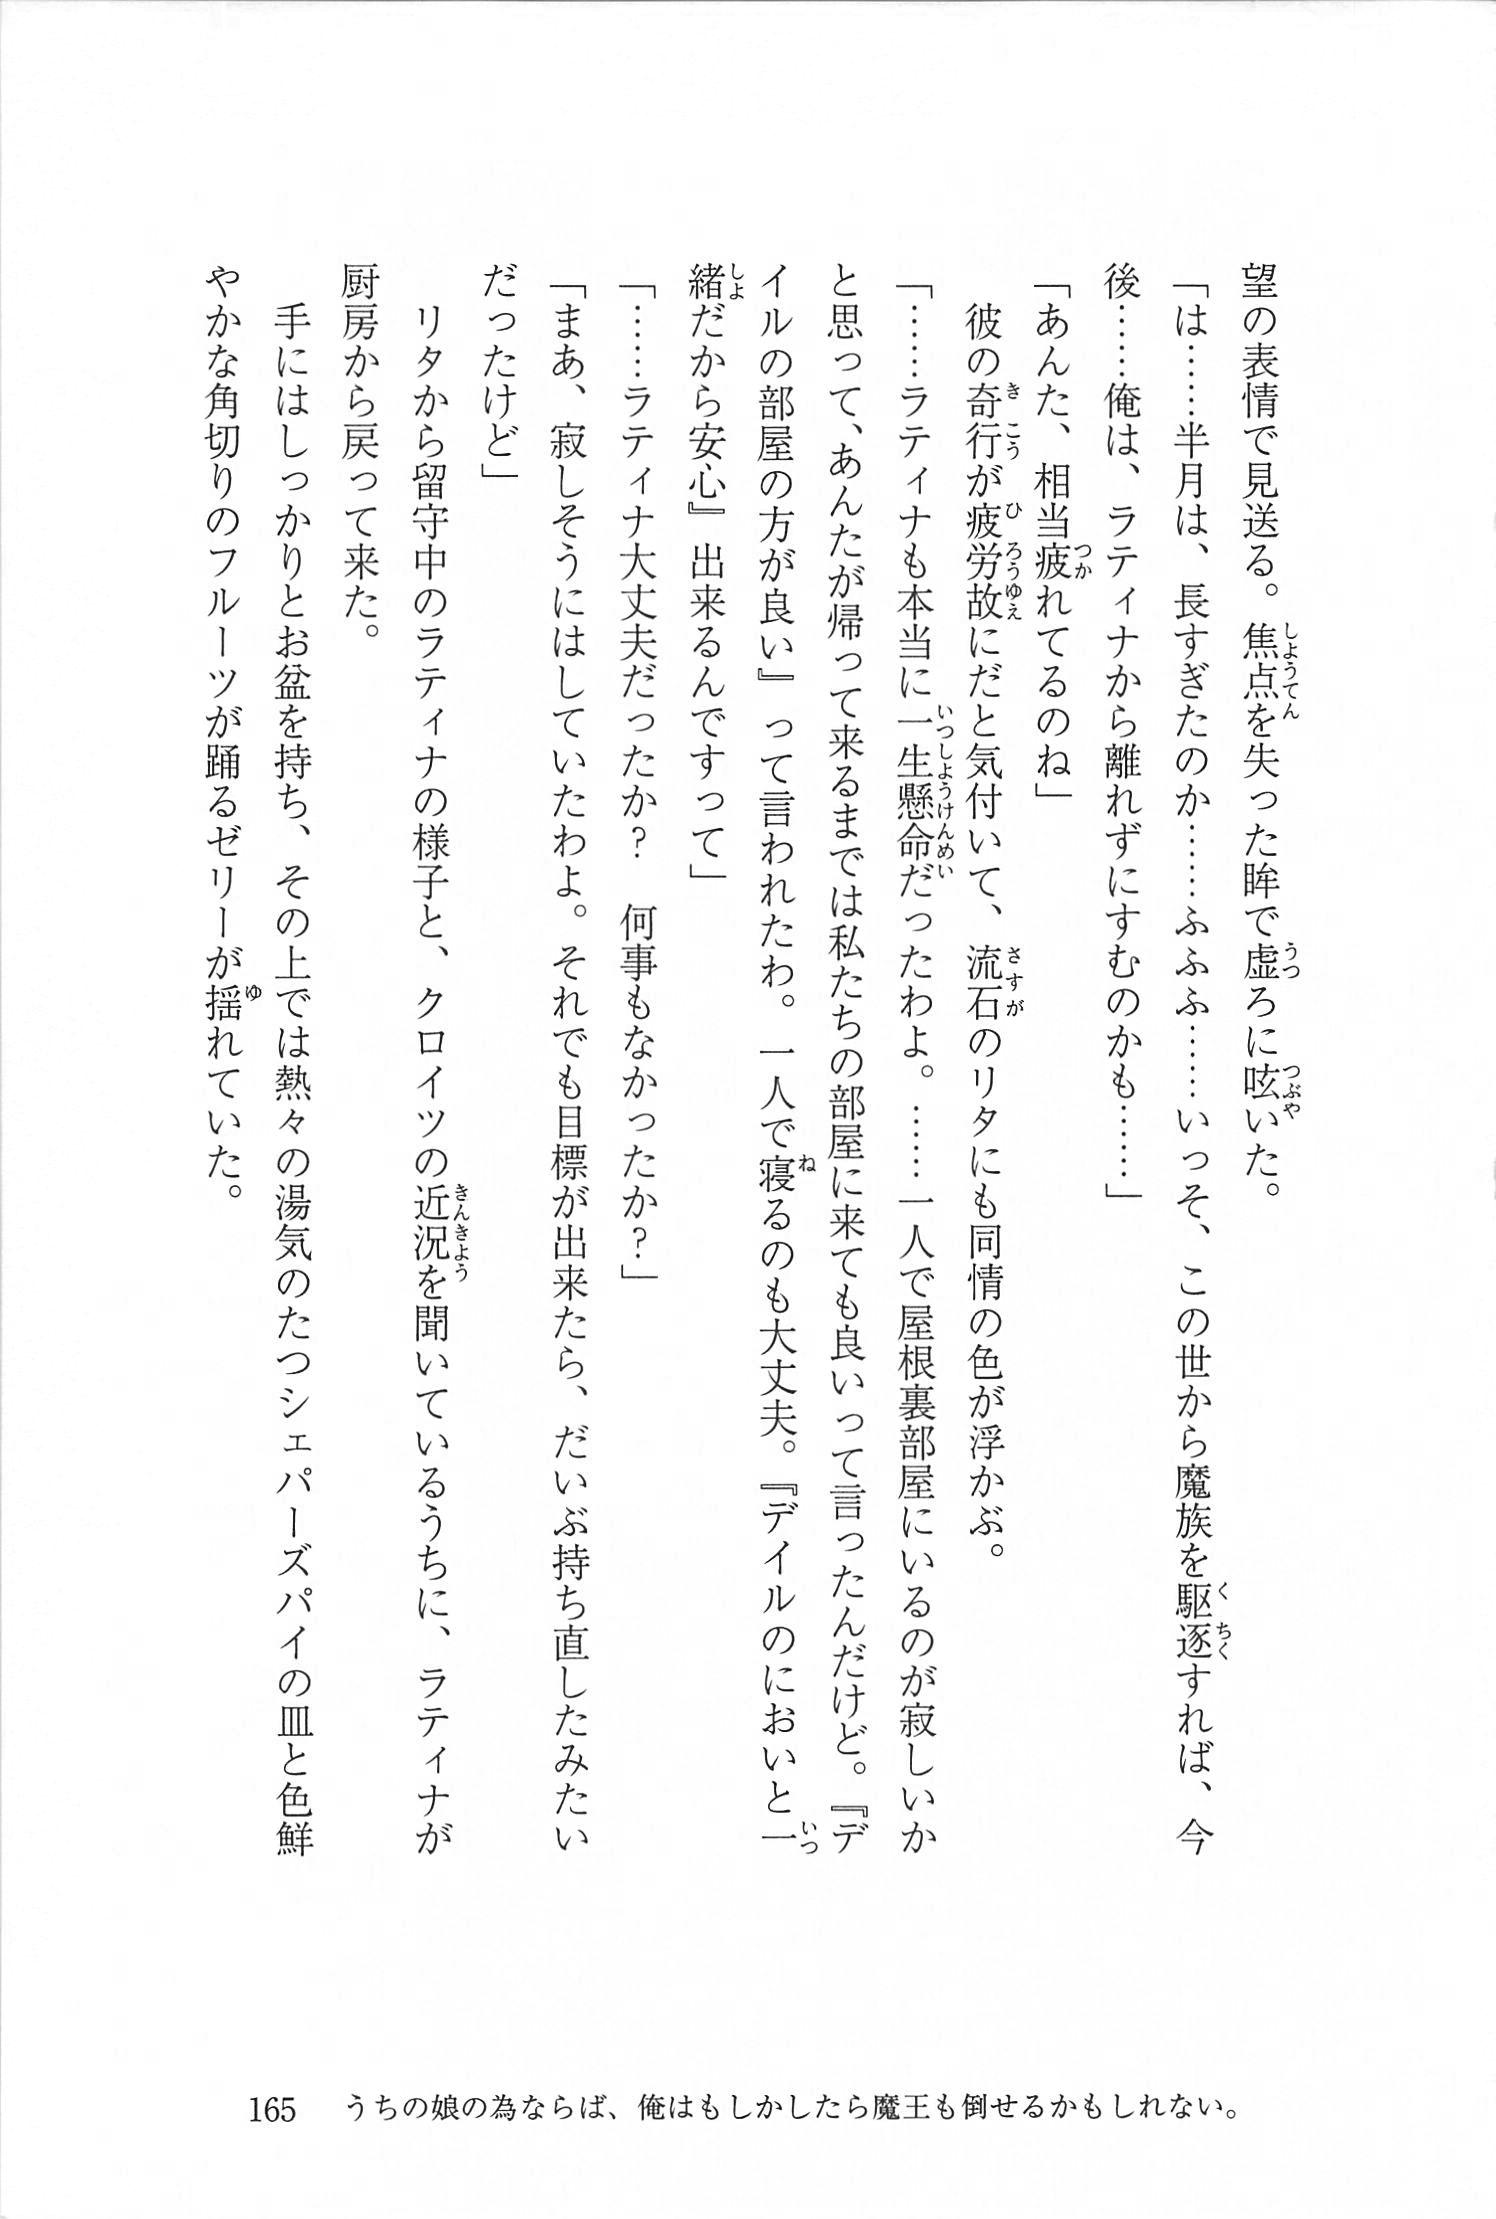 望の表情で見送る。焦点を失った眸で虚ろに呟いた。
「は……半月は、長すぎたのか……ふふふ……いっそ、この世から魔族を駆逐すれば、今
後……俺は、ラティナから離れずにすむのかも……」
「あんた、相当疲れてるのね」
　彼の奇行が疲労故にだと気付いて、流石のリタにも同情の色が浮かぶ。
「……ラティナも本当に一生懸命だったわよ。……一人で屋根裏部屋にいるのが寂しいか
と思って、あんたが帰って来るまでは私たちの部屋に来ても良いって言ったんだけど。『デ
イルの部屋の方が良い』って言われたわ。一人で寝るのも大丈夫。『デイルのにおいと一
緒だから安心』出来るんですって」
「……ラティナ大丈夫だったか？　何事もなかったか？」
「まあ、寂しそうにはしていたわよ。それでも目標が出来たら、だいぶ持ち直したみたい
だったけど」
　リタから留守中のラティナの様子と、クロイツの近況を聞いているうちに、ラティナが
厨房から戻って来た。
　手にはしっかりとお盆を持ち、その上では熱々の湯気のたつシェパーズパイの皿と色鮮
やかな角切りのフルーツが踊るゼリーが揺れていた。
165　うちの娘の為ならば、俺はもしかしたら魔王も倒せるかもしれない。